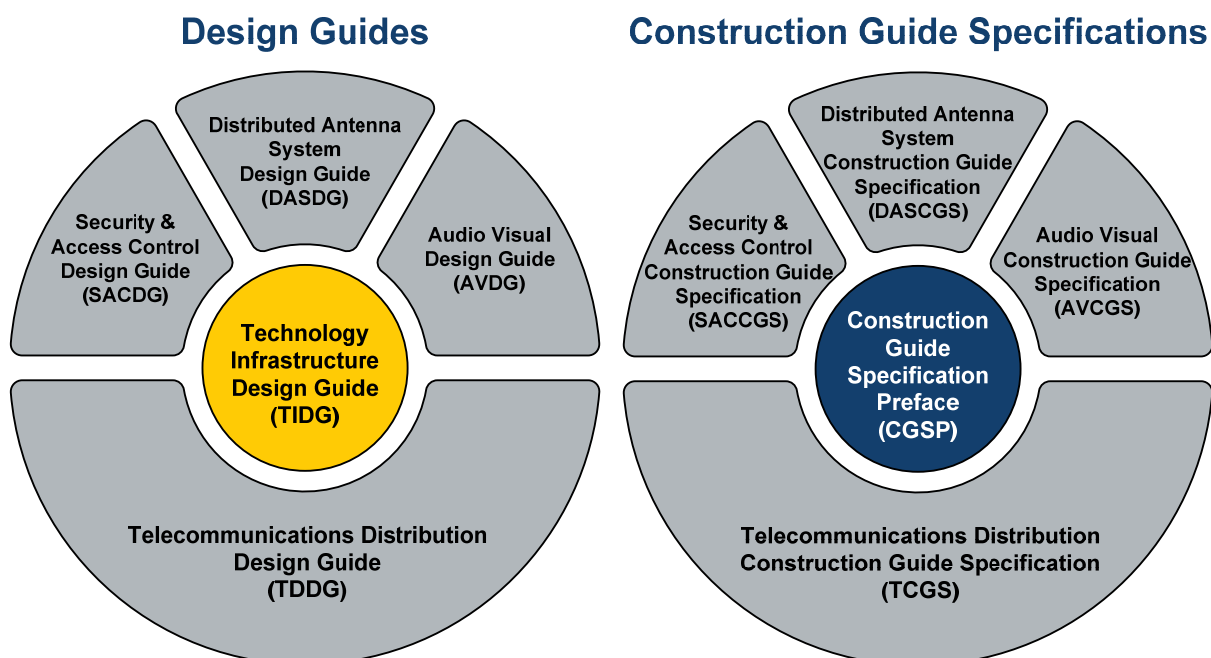 Design Guides
Distributed Antenna
System
Design Guide
(DASDG)
Security &
Access Control
Design Guide
(SACDG)
Audio Visual
Design Guide
(AVDG)
Technology
Infrastructure
Design Guide
(TIDG)
Telecommunications Distribution
Design Guide
(TDDG)
Construction Guide Specifications
Distributed Antenna
System
Construction Guide
Specification
(DASCGS)
Security &
Access Control
Construction Guide
Specification
(SACCGS)
Audio Visual
Construction Guide
Specification
(AVCGS)
Construction
Guide
Specification
Preface
(CGSP)
Telecommunications Distribution
Construction Guide Specification
(TCGS)